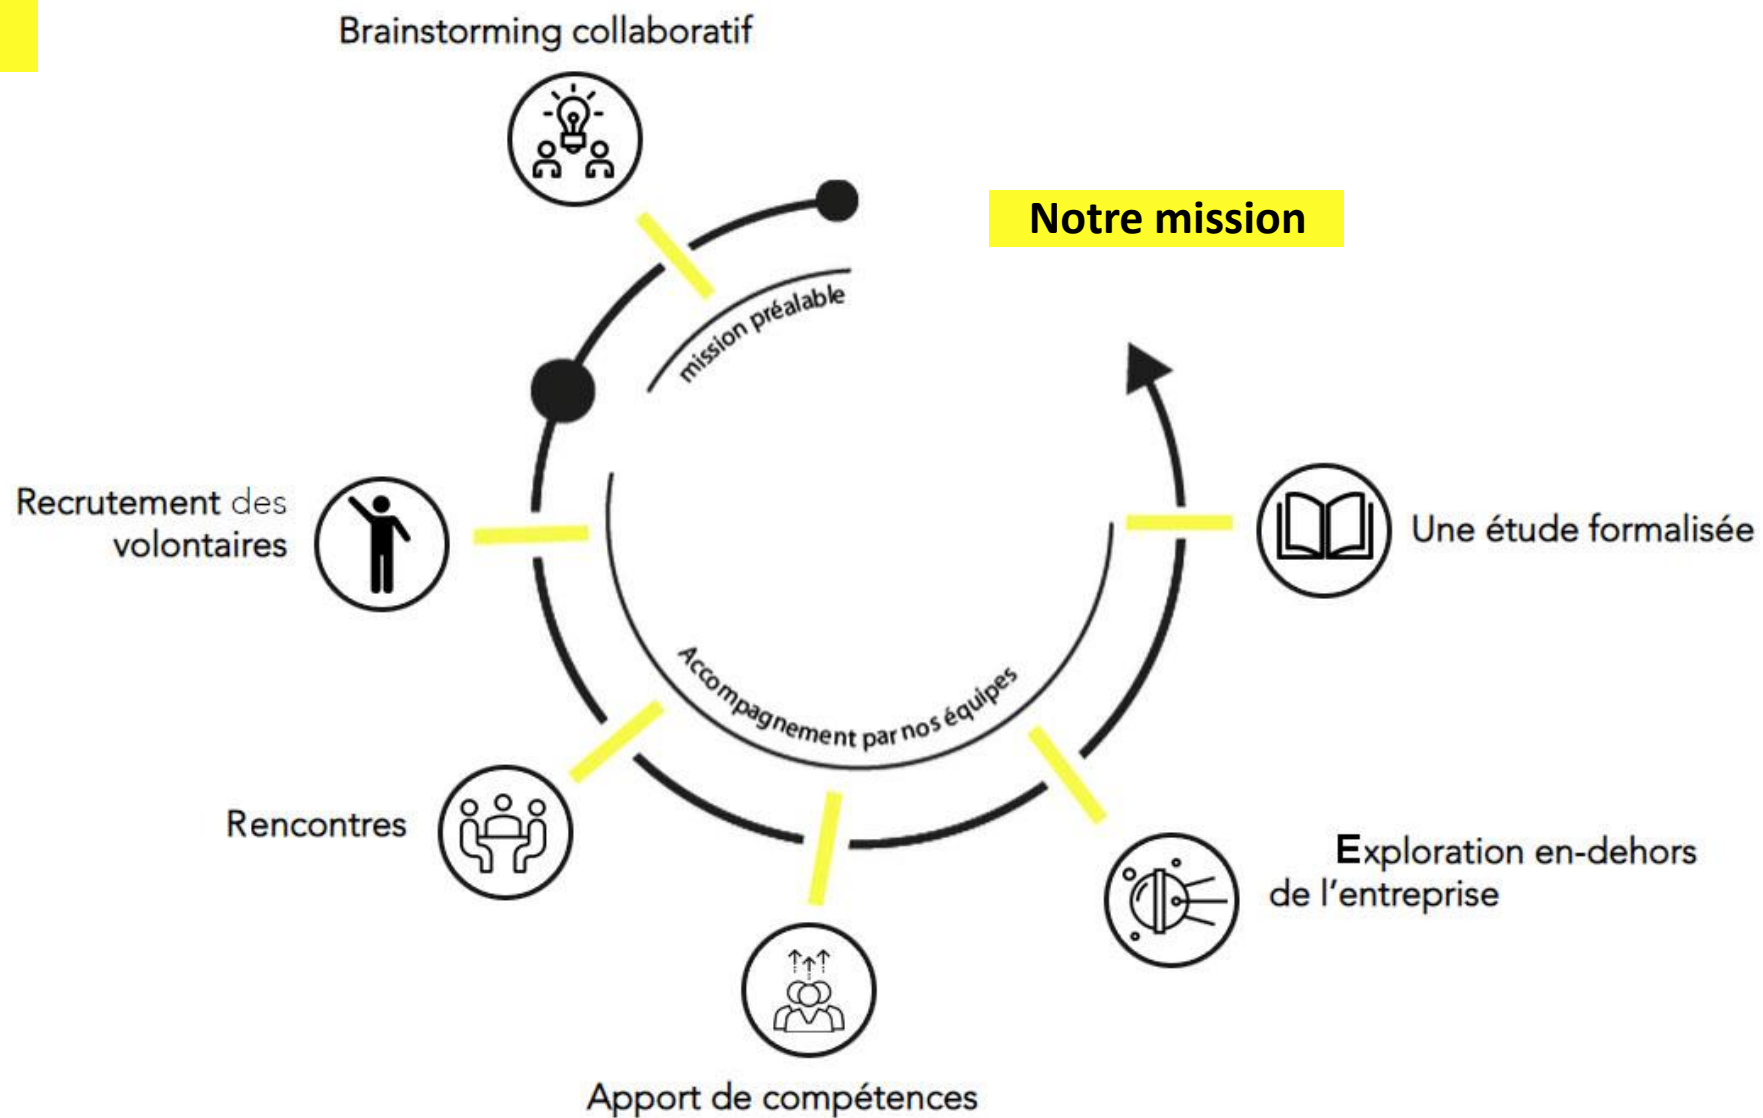 Brainstorming collaboratif
Notre mission
mission préalable
Recrutement des
volontaires
Une étude formalisée
Accompagnement par nos équipes
Rencontres
Exploration en-dehors
de l'entreprise
Apport de compétences